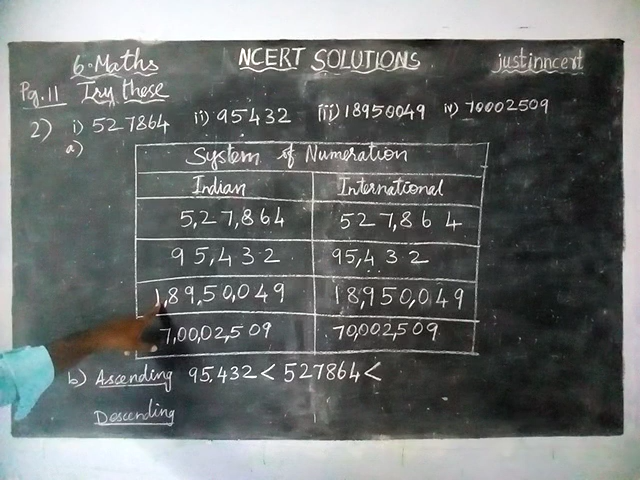 6. Maths NCERT SOLUTIONS justinncert
Pg. 11 Try these
2) i) 527864 ii) 95432 iii) 18950049 iv) 70002509
a)
System of Numeration
Indian International
5,27,864 527,864
95,432 95,432
1,89,50,049 18,950,049
7,00,02,509 70,002,509
b) Ascending 95,432 < 527864 <
Descending